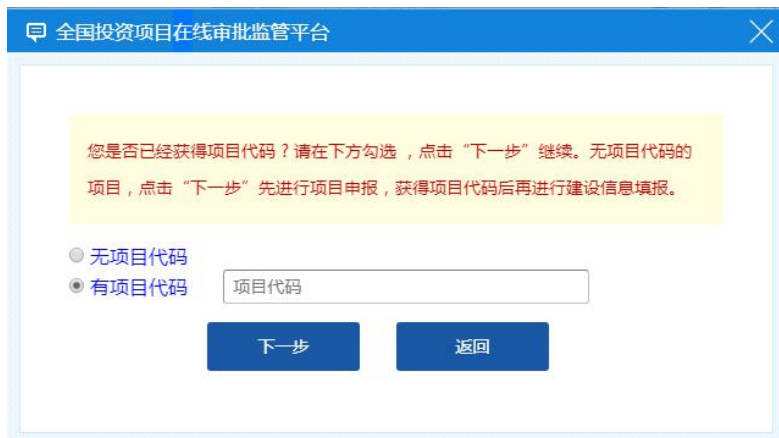 全国投资项目在线审批监管平台
您是否已经获得项目代码？请在下方勾选 ，点击“下一步”继续。无项目代码的
项目，点击“下一步”先进行项目申报，获得项目代码后再进行建设信息填报。
无项目代码
有项目代码 项目代码
下一步 返回